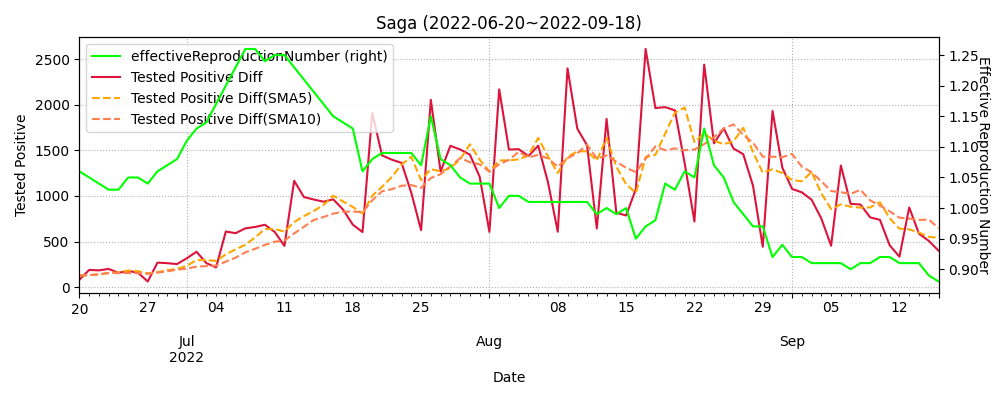 Saga (2022-06-20~2022-09-18)
effectiveReproductionNumber (right)
Tested Positive Diff
Tested Positive Diff(SMA5)
Tested Positive Diff(SMA10)
Tested Positive
2500
2000
1500
1000
500
0
1.25
1.20
1.15
1.10
1.05
1.00
0.95
0.90
Effective Reproduction Number
20 27 04 11 18 25 08 15 22 29 05 12
Jul Aug Sep
2022
Date